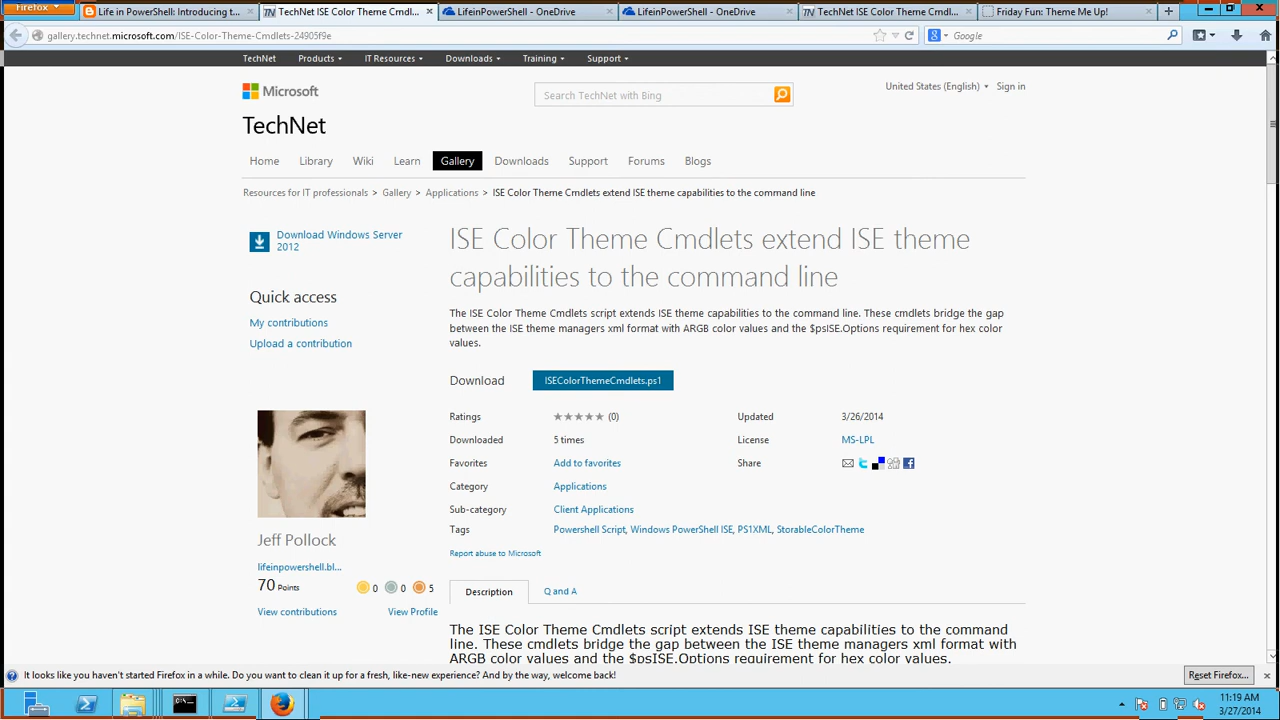 Firefox
Life in PowerShell: Introducing t...
TechNet ISE Color Theme Cmdl...
LifeinPowerShell - OneDrive
LifeinPowerShell - OneDrive
TechNet ISE Color Theme Cmdl...
Friday Fun: Theme Me Up!
gallery.technet.microsoft.com/ISE-Color-Theme-Cmdlets-24905f9e
Google
TechNet Products IT Resources Downloads Training Support
Microsoft
Search TechNet with Bing
United States (English) Sign in
TechNet
Home Library Wiki Learn Gallery Downloads Support Forums Blogs
Resources for IT professionals > Gallery > Applications > ISE Color Theme Cmdlets extend ISE theme capabilities to the command line
Download Windows Server
2012
Quick access
My contributions
Upload a contribution
Jeff Pollock
lifeinpowershell.bl...
70 Points 0 0 5
View contributions View Profile
ISE Color Theme Cmdlets extend ISE theme
capabilities to the command line
The ISE Color Theme Cmdlets script extends ISE theme capabilities to the command line. These cmdlets bridge the gap
between the ISE theme managers xml format with ARGB color values and the $psISE.Options requirement for hex color
values.
Download ISEColorThemeCmdlets.ps1
Ratings (0) Updated 3/26/2014
Downloaded 5 times License MS-LPL
Favorites Add to favorites Share
Category Applications
Sub-category Client Applications
Tags Powershell Script, Windows PowerShell ISE, PS1XML, StorableColorTheme
Report abuse to Microsoft
Description Q and A
The ISE Color Theme Cmdlets script extends ISE theme capabilities to the command
line. These cmdlets bridge the gap between the ISE theme managers xml format with
ARGB color values and the $psISE.Options requirement for hex color values.
It looks like you haven't started Firefox in a while. Do you want to clean it up for a fresh, like-new experience? And by the way, welcome back!
Reset Firefox...
11:19 AM
3/27/2014